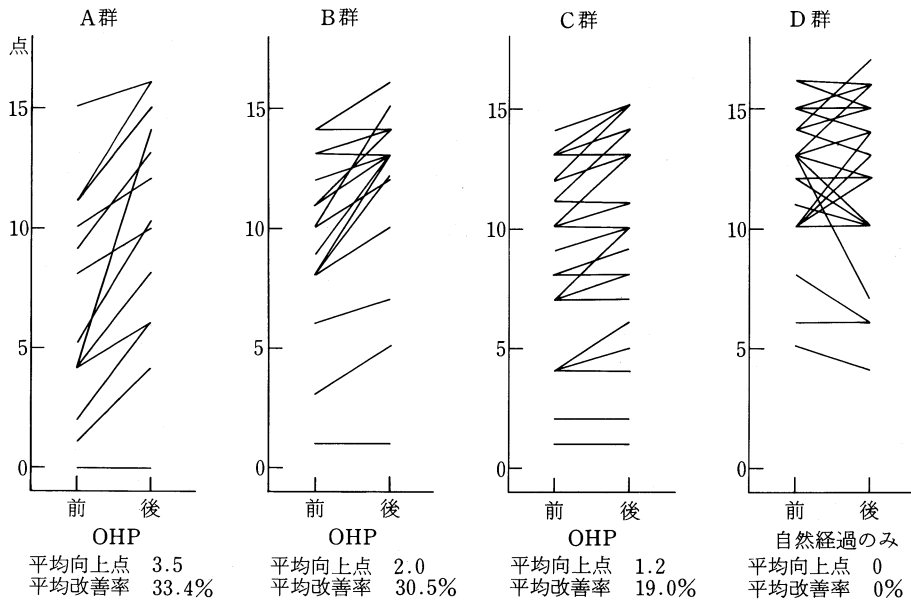 A群
点
15
10
5
0
前 後
OHP
平均向上点 3.5
平均改善率 33.4%
B群
15
10
5
0
前 後
OHP
平均向上点 2.0
平均改善率 30.5%
C群
15
10
5
0
前 後
OHP
平均向上点 1.2
平均改善率 19.0%
D群
15
10
5
0
前 後
自然経過のみ
平均向上点 0
平均改善率 0%